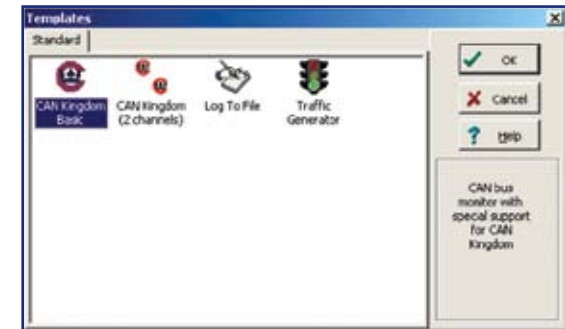 Templates
Standard
CAN Kingdom
Basic
CAN Kingdom
(2 channels)
Log To File
Traffic
Generator
OK
Cancel
Help
CAN bus
monitor with
special support
for CAN
Kingdom